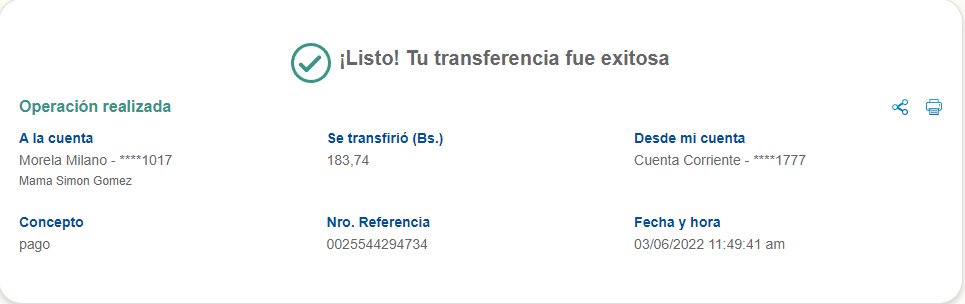 ¡Listo! Tu transferencia fue exitosa
Operación realizada
A la cuenta
Morela Milano - ****1017
Mama Simon Gomez
Se transfirió (Bs.)
183,74
Desde mi cuenta
Cuenta Corriente - ****1777
Concepto
pago
Nro. Referencia
0025544294734
Fecha y hora
03/06/2022 11:49:41 am